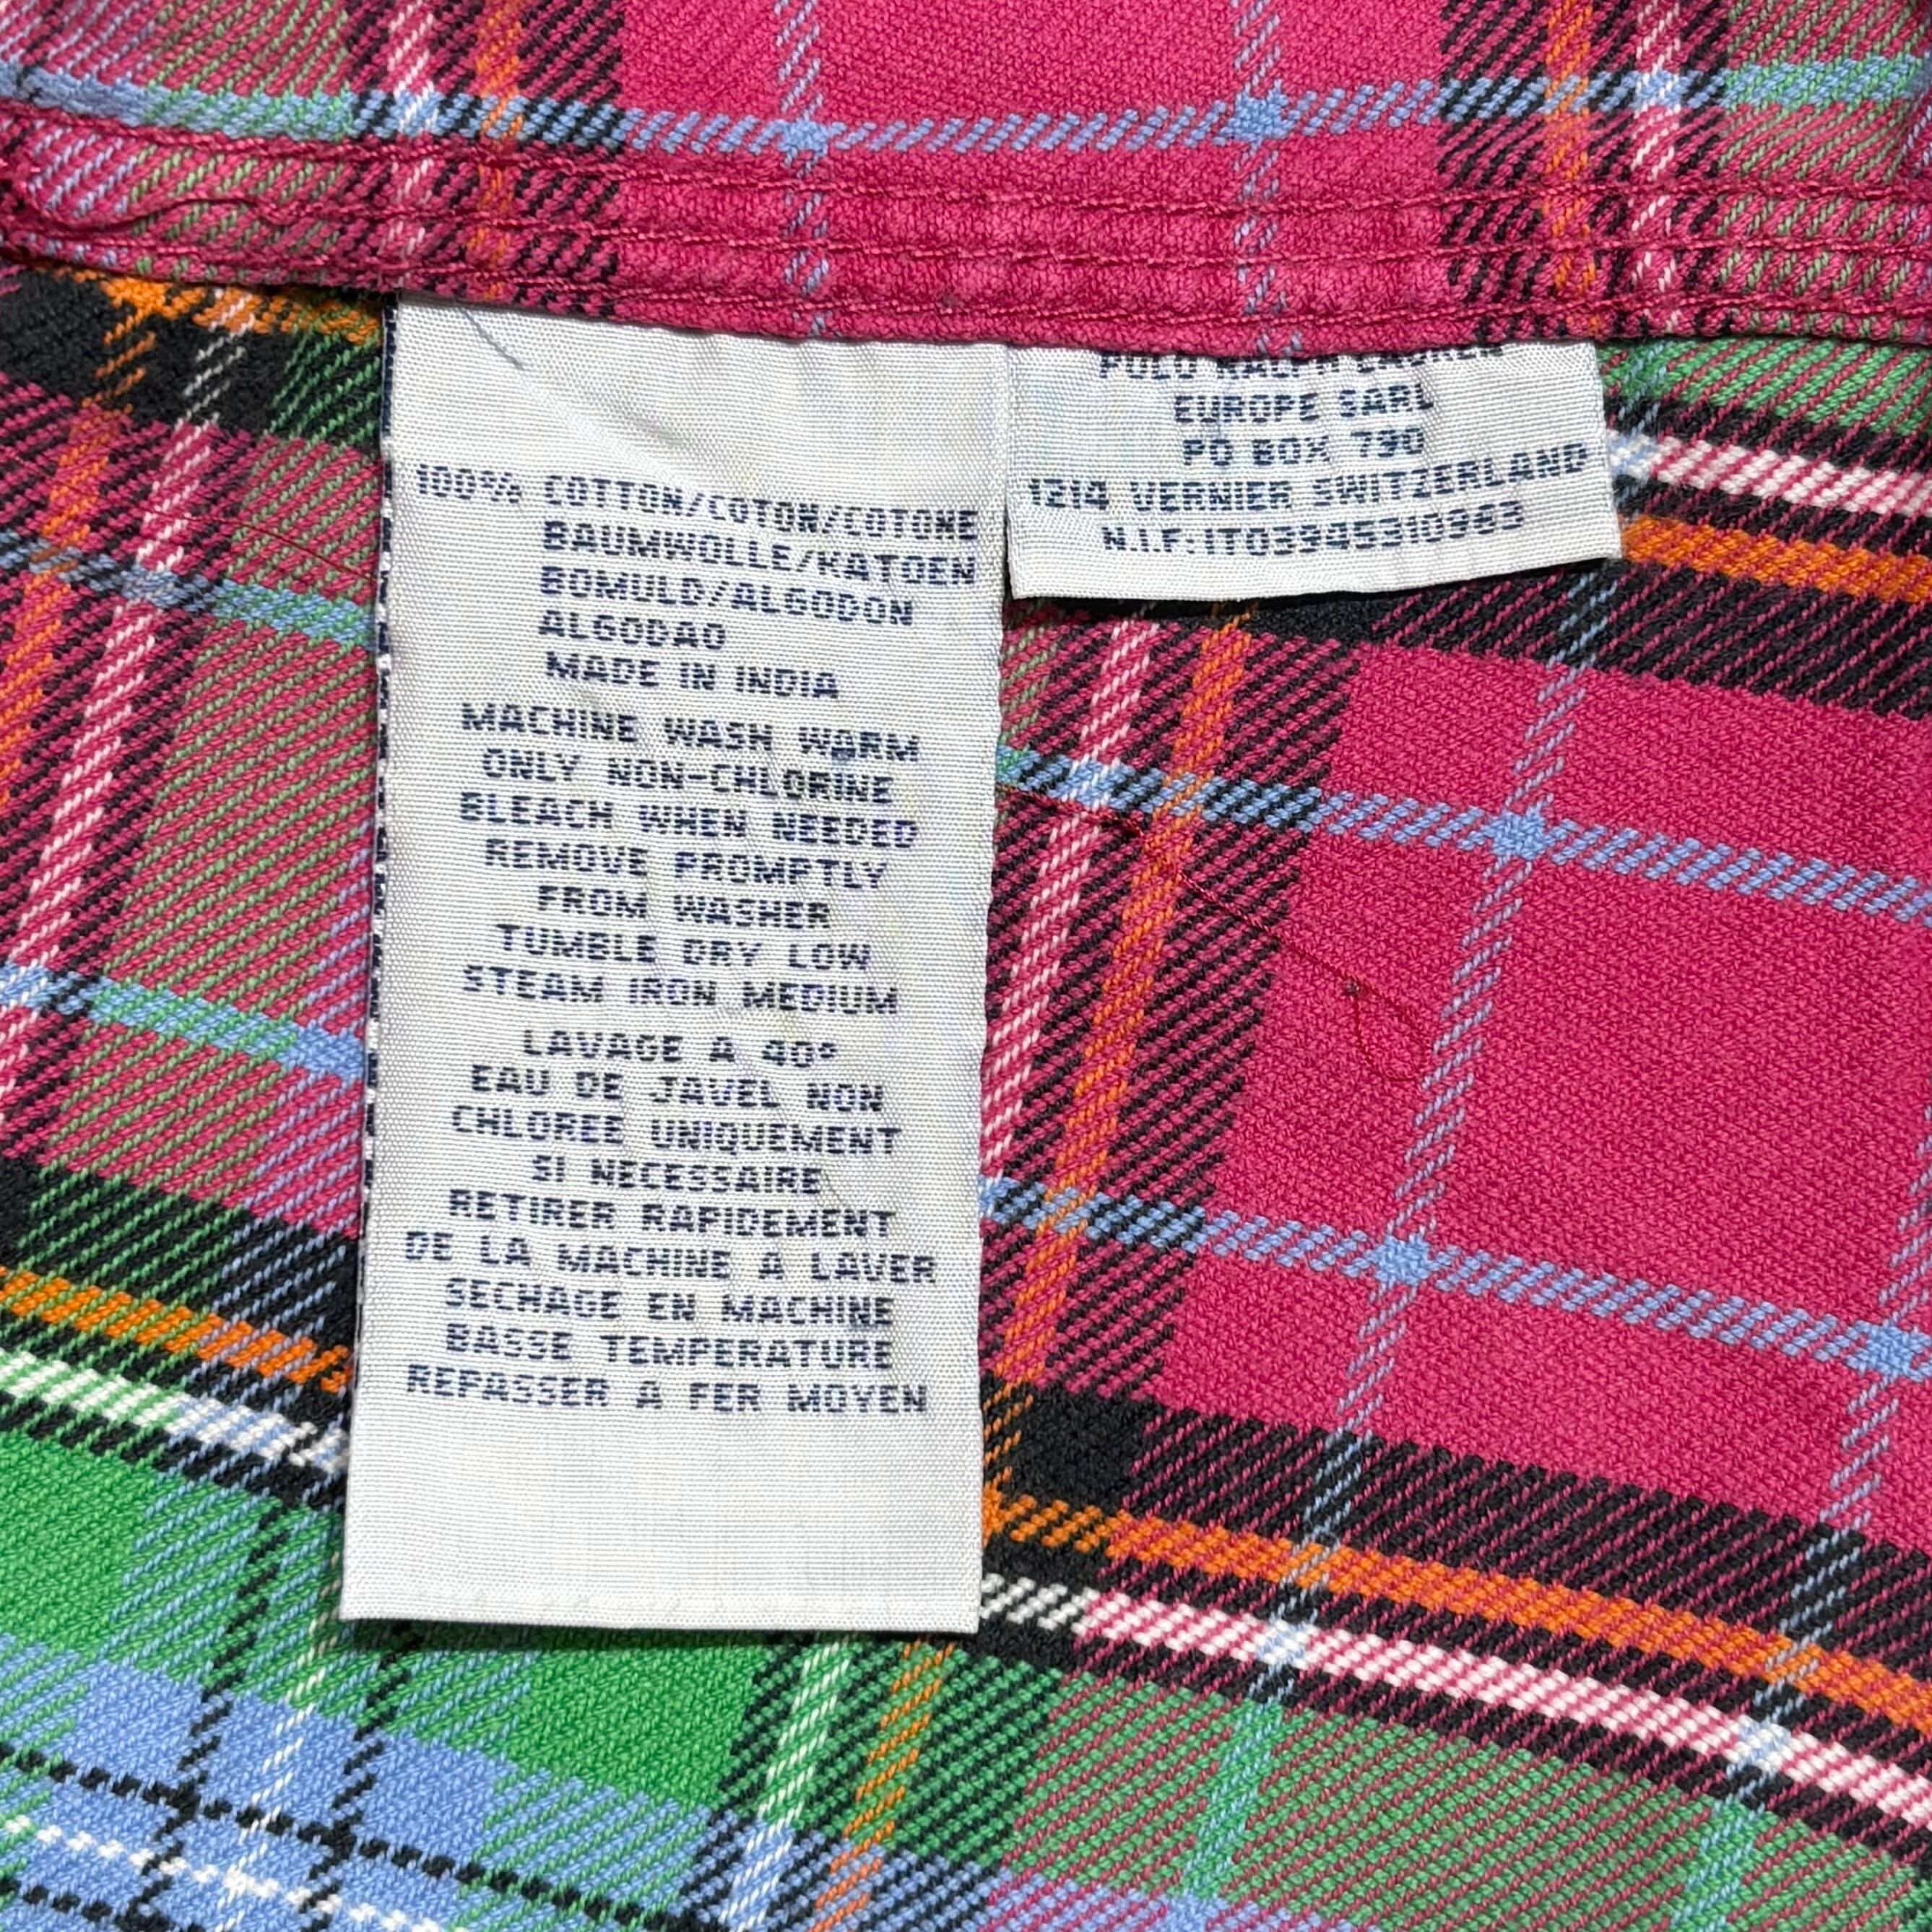 100% COTTON/COTON/COTONE
BAUMWOLLE/KATOEN
BOMULD/ALGODON
ALGODAO
MADE IN INDIA
MACHINE WASH WARM
ONLY NON-CHLORINE
BLEACH WHEN NEEDED
REMOVE PROMPTLY
FROM WASHER
TUMBLE DRY LOW
STEAM IRON MEDIUM
LAVAGE A 40°
EAU DE JAVEL NON
CHLOREE UNIQUEMENT
SI NECESSAIRE
RETIRER RAPIDEMENT
DE LA MACHINE A LAVER
SECHAGE EN MACHINE
BASSE TEMPERATURE
REPASSER A FER MOYEN
POLO RALPH LAUREN
EUROPE SARL
PO BOX 790
1214 VERNIER SWITZERLAND
N.I.F:IT03945310963